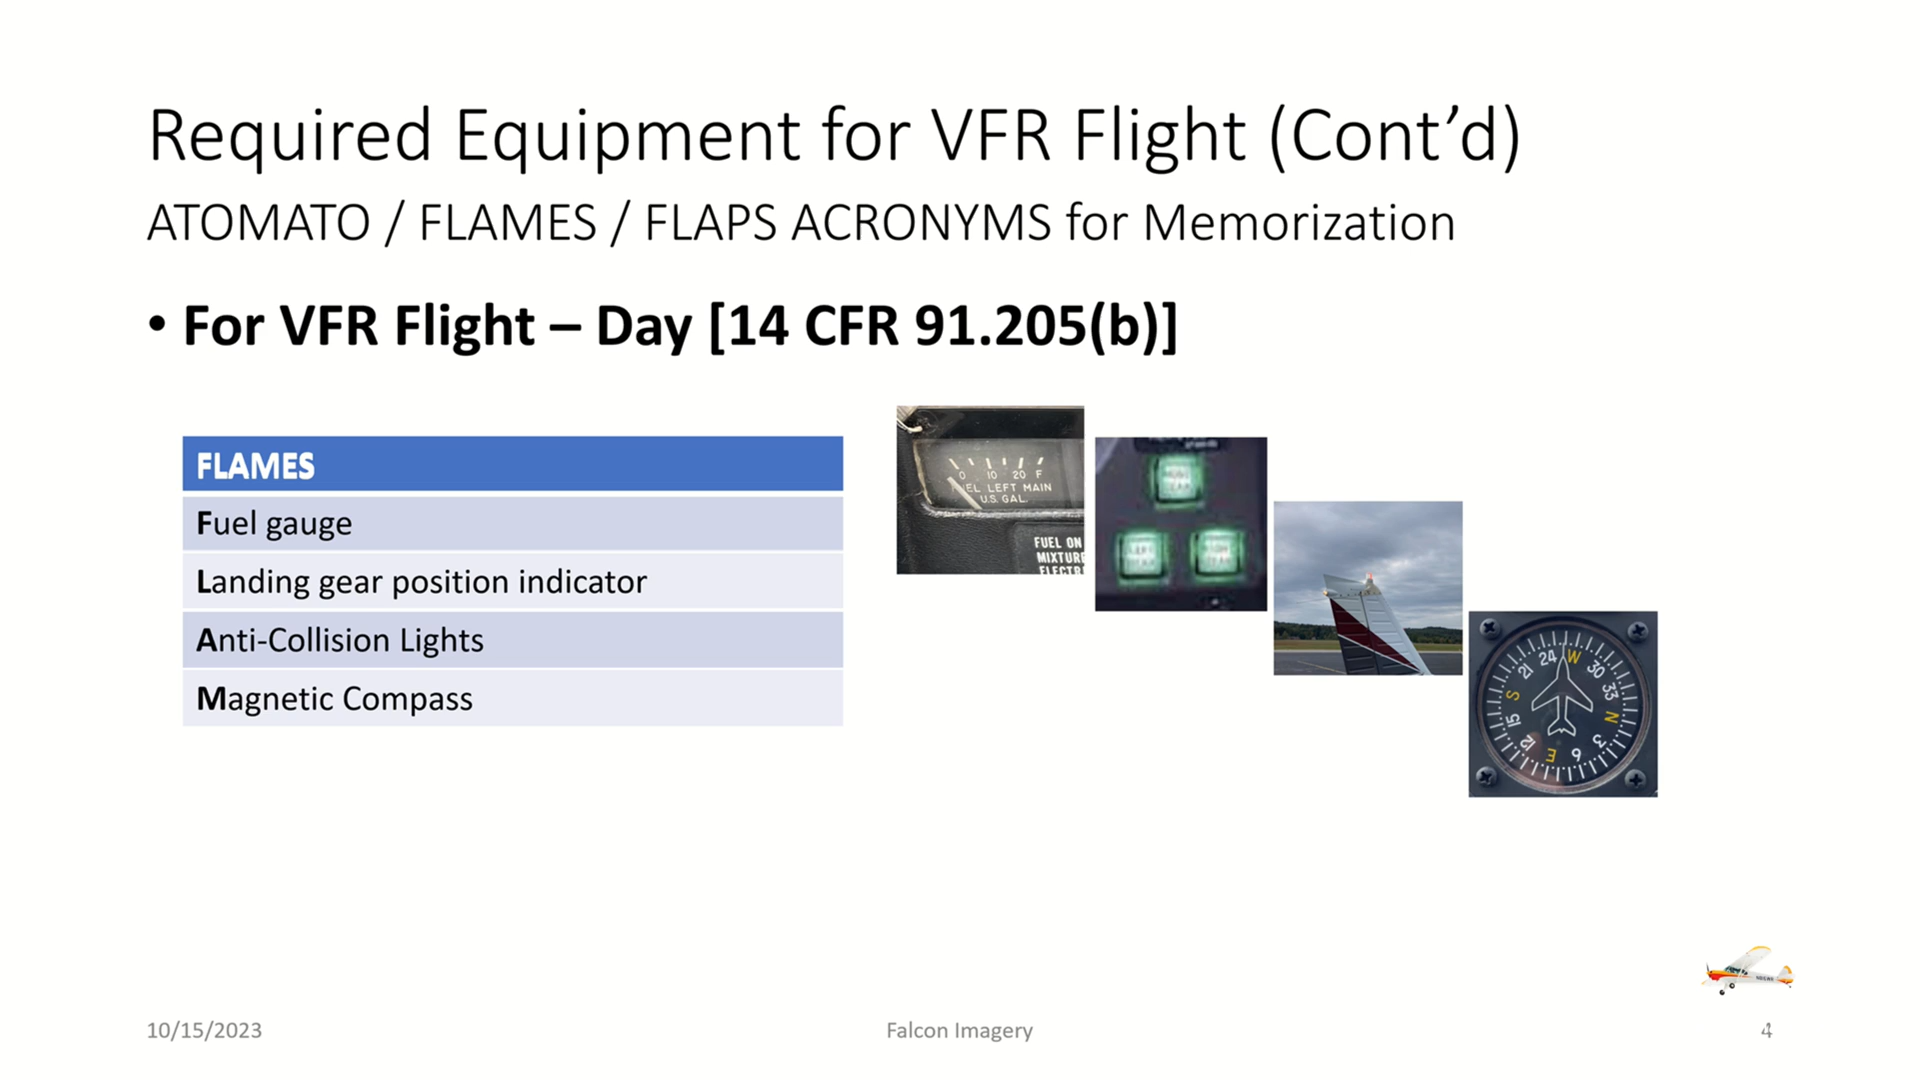 Required Equipment for VFR Flight (Cont’d)
ATOMATO / FLAMES / FLAPS ACRONYMS for Memorization
• For VFR Flight – Day [14 CFR 91.205(b)]
FLAMES
Fuel gauge
Landing gear position indicator
Anti-Collision Lights
Magnetic Compass
0 10 20 F
LEFT MAIN
U.S. GAL.
FUEL ON
24 W 30 33 N 3 6 E 12 15 S 21
10/15/2023
Falcon Imagery
4